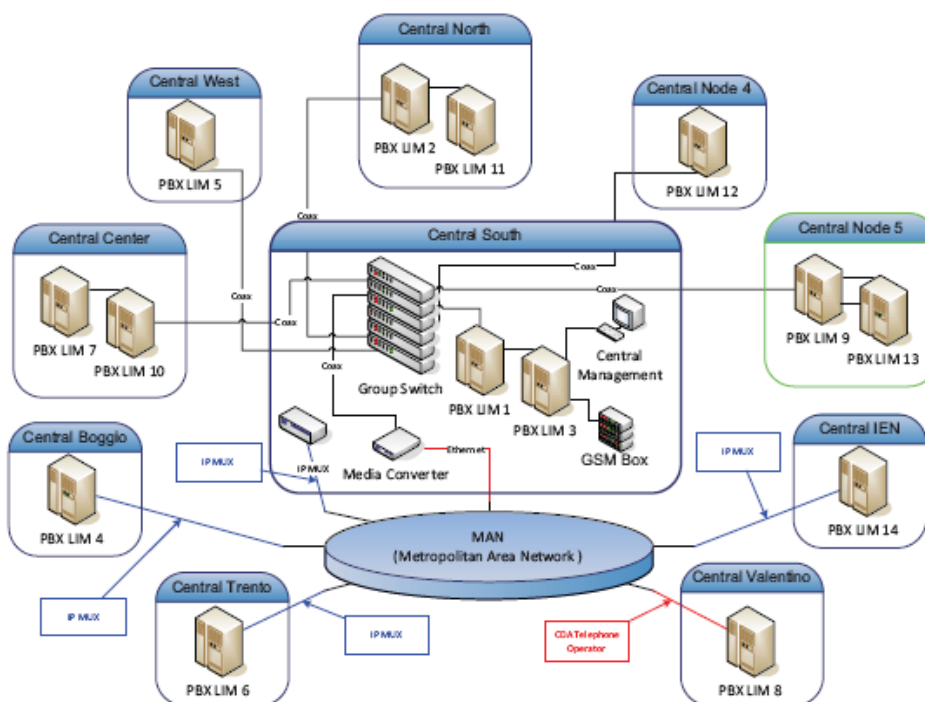 Central North
Central West
Central Node 4
PBX LIM 2
PBX LIM 11
PBX LIM 5
PBX LIM 12
Coax
Central South
Central Center
Central Node 5
Coax
Coax
Coax
Coax
Coax
PBX LIM 7
PBX LIM 10
Group Switch
PBX LIM 1
PBX LIM 3
Central
Management
PBX LIM 9
PBX LIM 13
Central Boggio
IP MUX
IP MUX
Media Converter
Ethernet
GSM Box
IP MUX
Central IEN
PBX LIM 4
PBX LIM 14
MAN
(Metropolitan Area Network )
IP MUX
Central Trento
IP MUX
CDA Telephone
Operator
Central Valentino
PBX LIM 6
PBX LIM 8